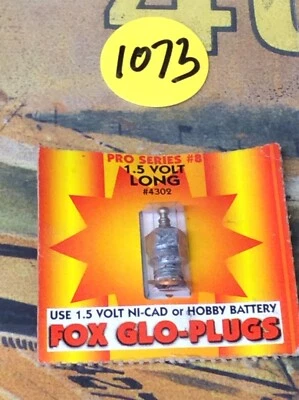 40
1073
PRO SERIES #8
1.5 VOLT
LONG
#4302
USE 1.5 VOLT NI-CAD or HOBBY BATTERY
FOX GLO-PLUGS